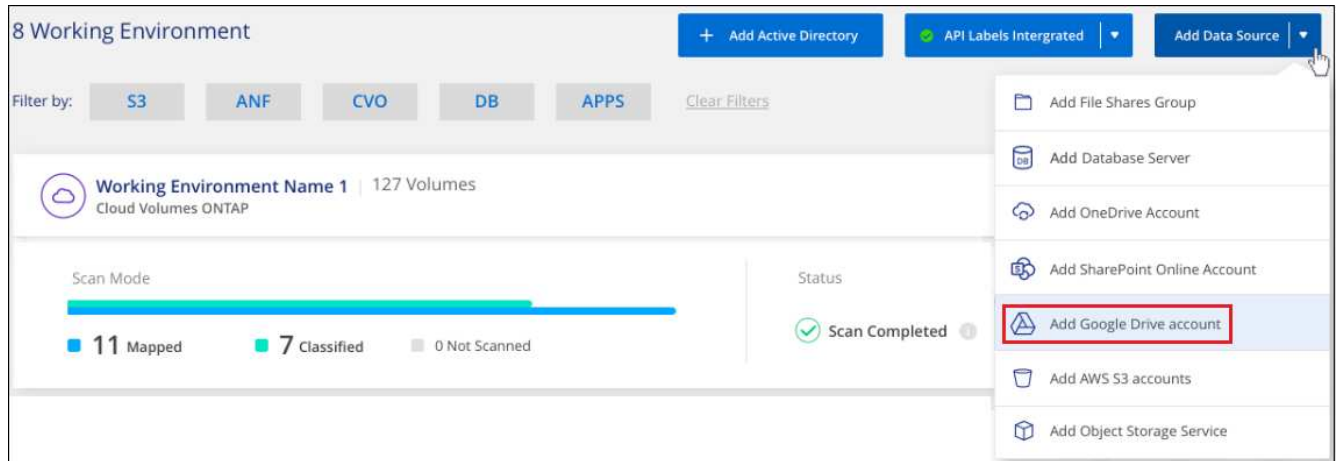 8 Working Environment
+ Add Active Directory
API Labels Intergrated
Add Data Source
Filter by:
S3
ANF
CVO
DB
APPS
Clear Filters
Add File Shares Group
DB
Add Database Server
Add OneDrive Account
Add SharePoint Online Account
Add Google Drive account
Add AWS S3 accounts
Add Object Storage Service
Working Environment Name 1 | 127 Volumes
Cloud Volumes ONTAP
Scan Mode
11 Mapped
7 Classified
0 Not Scanned
Status
Scan Completed